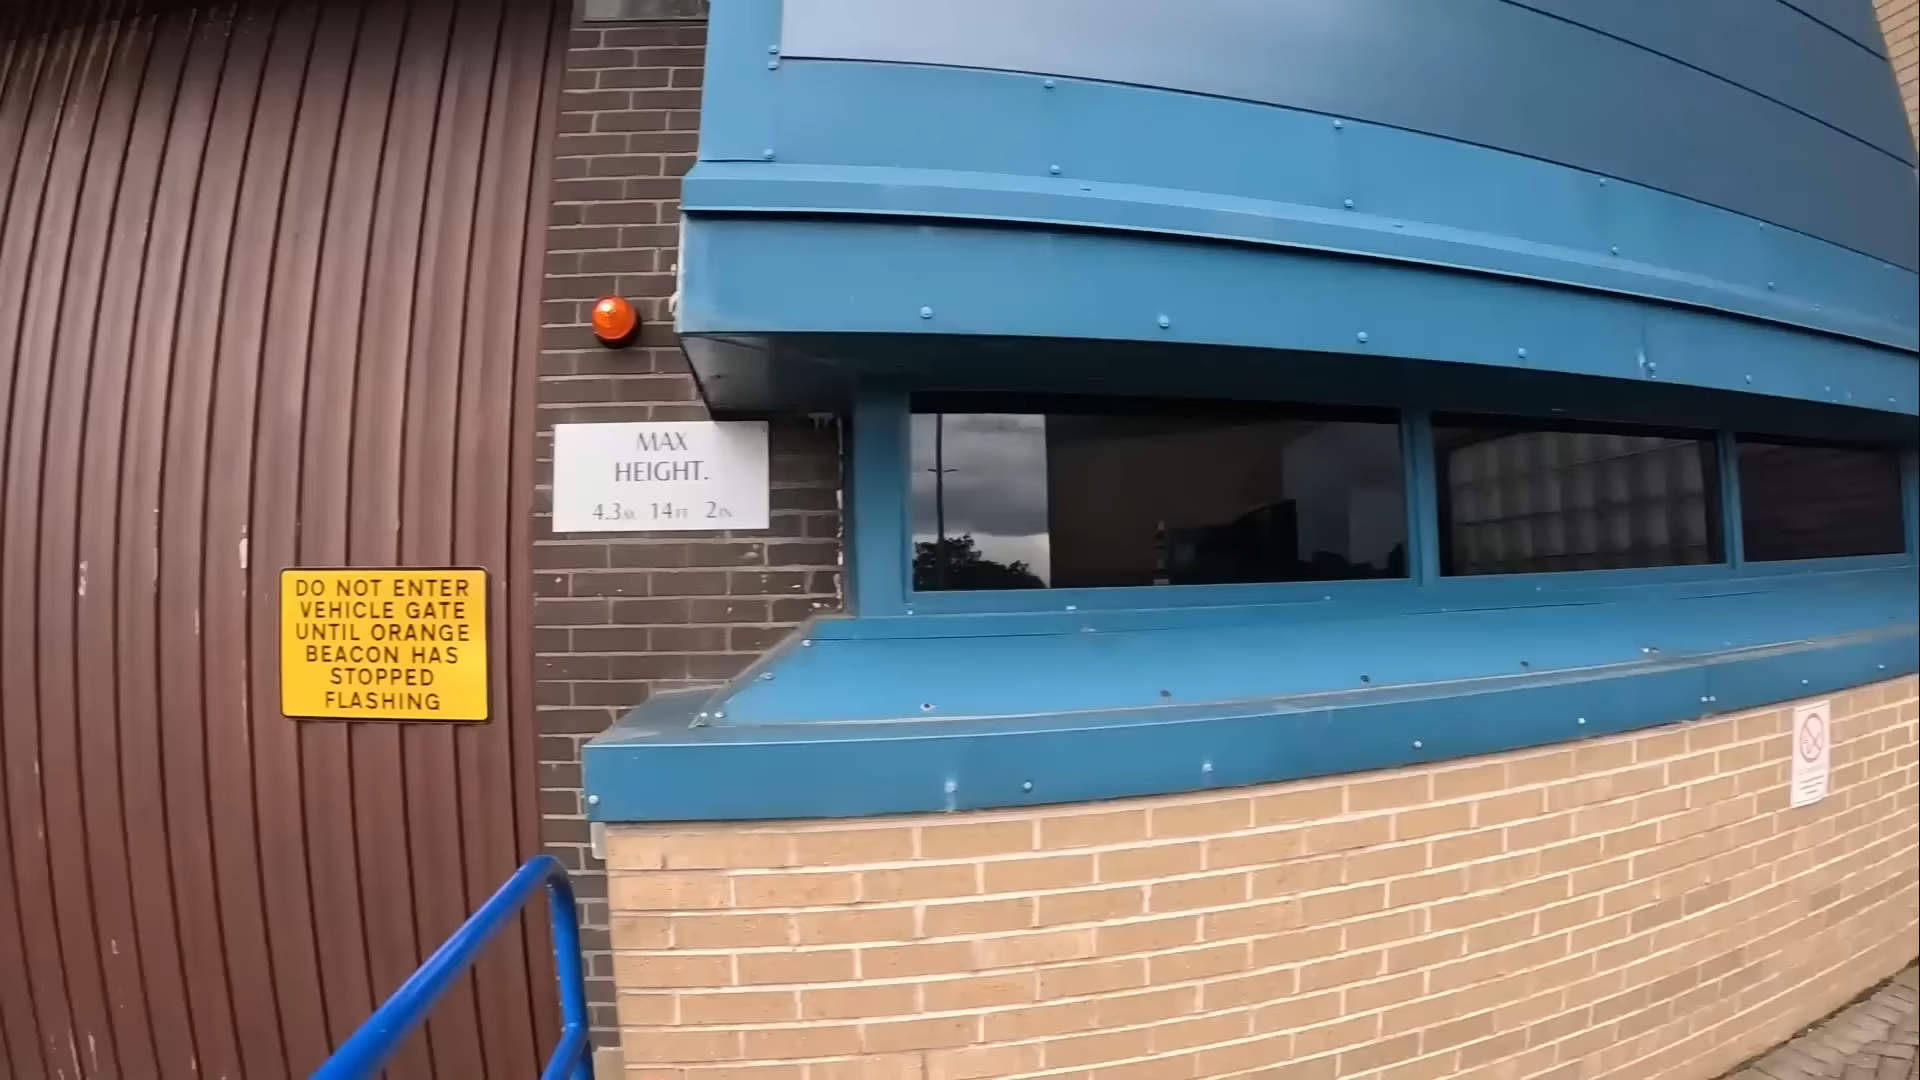 MAX
HEIGHT.
4.3M 14FT 2IN
DO NOT ENTER
VEHICLE GATE
UNTIL ORANGE
BEACON HAS
STOPPED
FLASHING